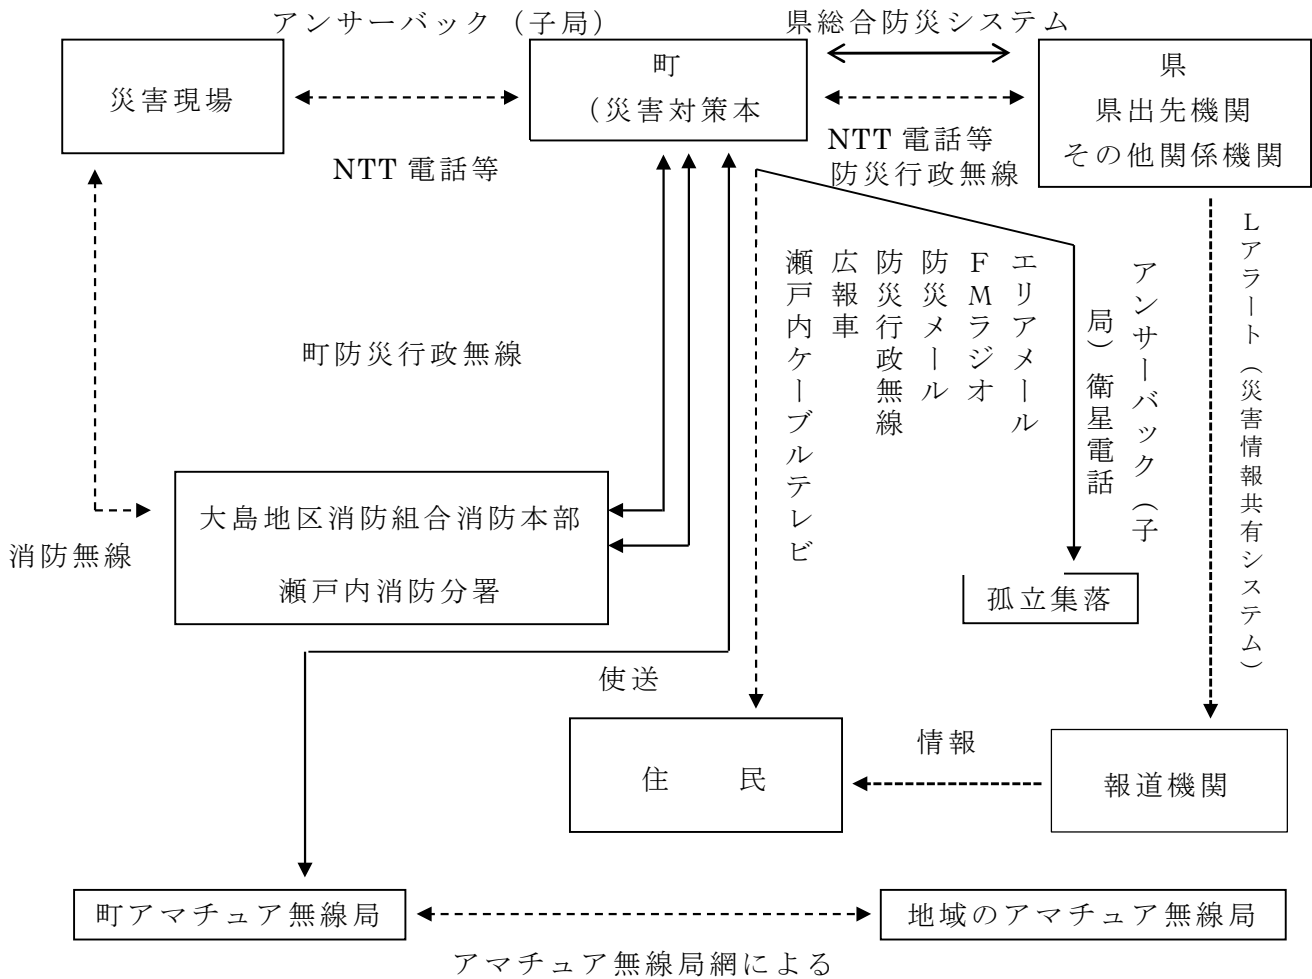 アンサーバック（子局）
県総合防災システム
災害現場
町
（災害対策本
県
県出先機関
その他関係機関
NTT 電話等
NTT 電話等
防災行政無線
町防災行政無線
エリアメール
ＦＭラジオ
防災メール
防災行政無線
広報車
瀬戸内ケーブルテレビ
アンサーバック（子
局）衛星電話
Ｌアラート（災害情報共有システム）
大島地区消防組合消防本部
瀬戸内消防分署
消防無線
孤立集落
使送
住　　民
情報
報道機関
町アマチュア無線局
地域のアマチュア無線局
アマチュア無線局網による